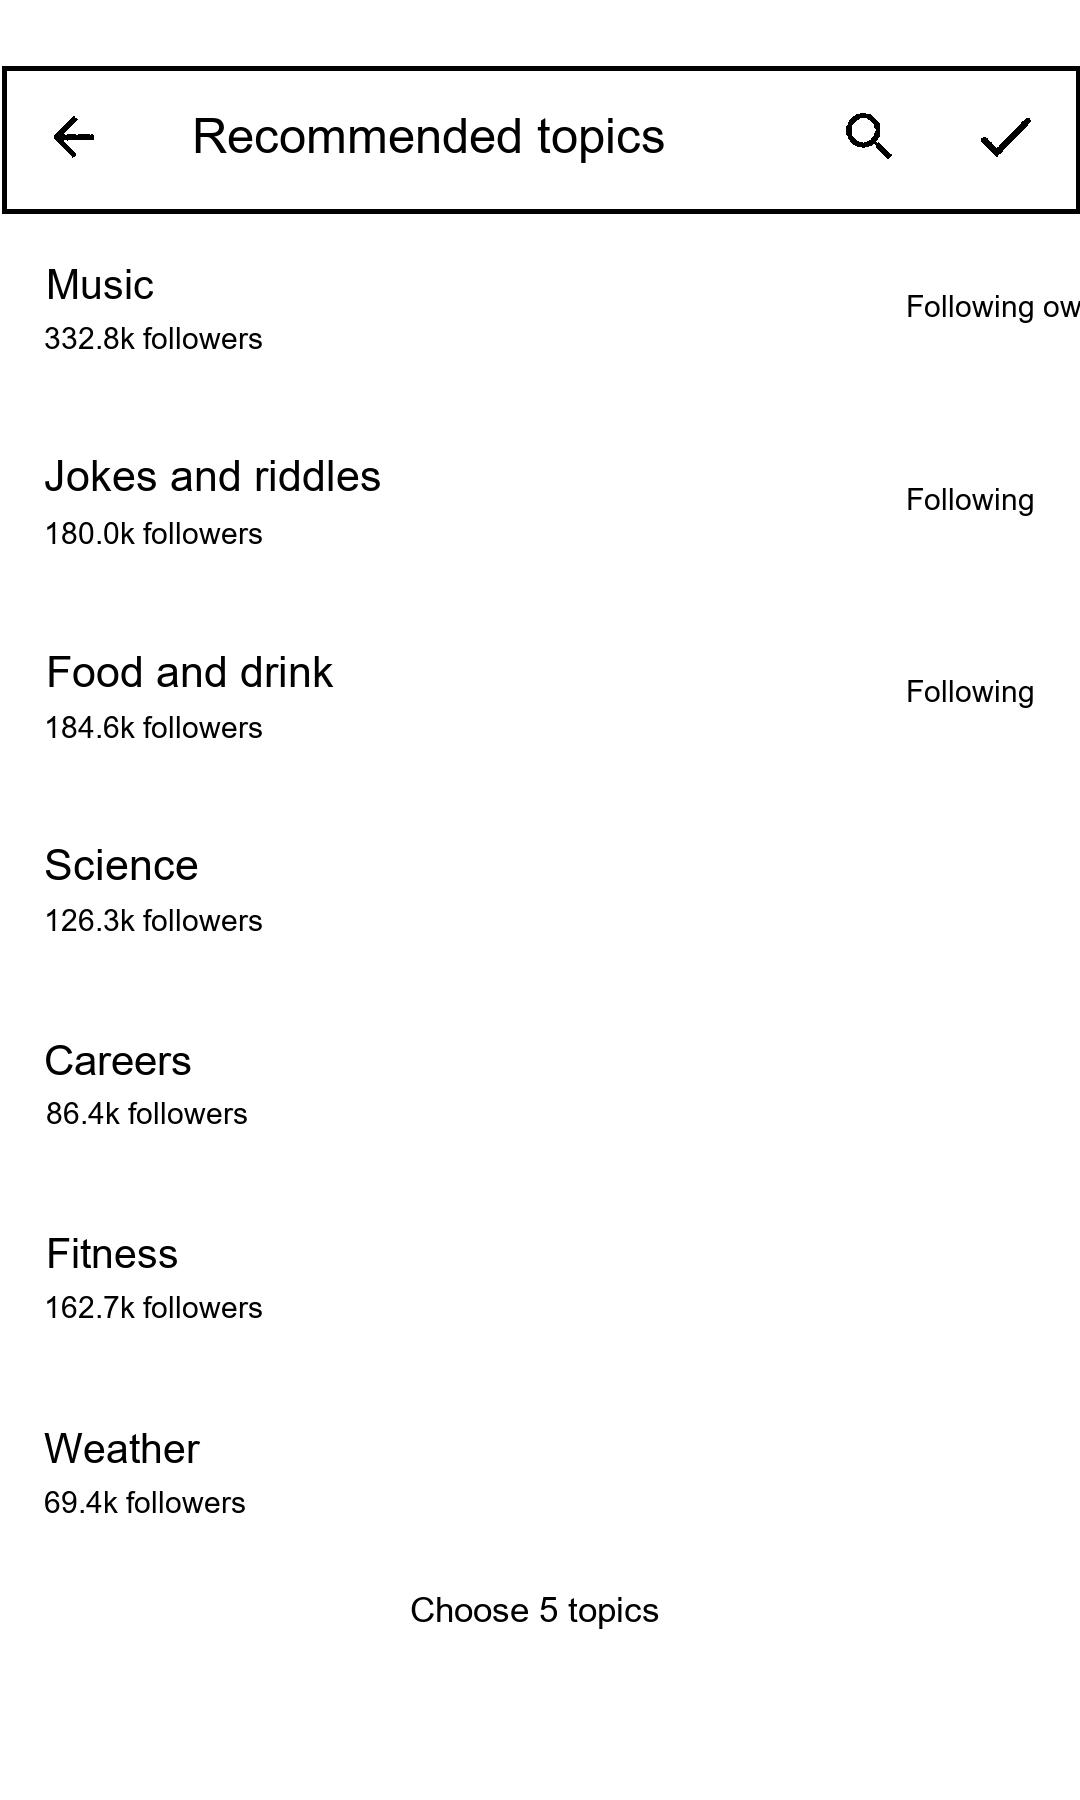 Recommended topics
Music
Following ow
332.8k followers
Jokes and riddles
Following
180.0k followers
Food and drink
Following
184.6k followers
Science
126.3k followers
Careers
86.4k followers
Fitness
162.7k followers
Weather
69.4k followers
Choose 5 topics